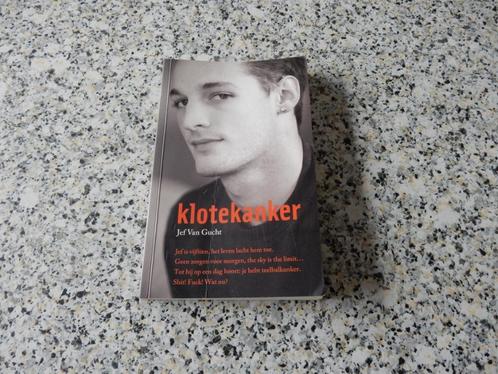 klotekanker
Jef Van Gucht
Jef is vijftien, het leven lacht hem toe.
Geen zorgen voor morgen, the sky is the limit…
Tot hij op een dag hoort: je hebt teelbalkanker.
Shit! Fuck! Wat nu?